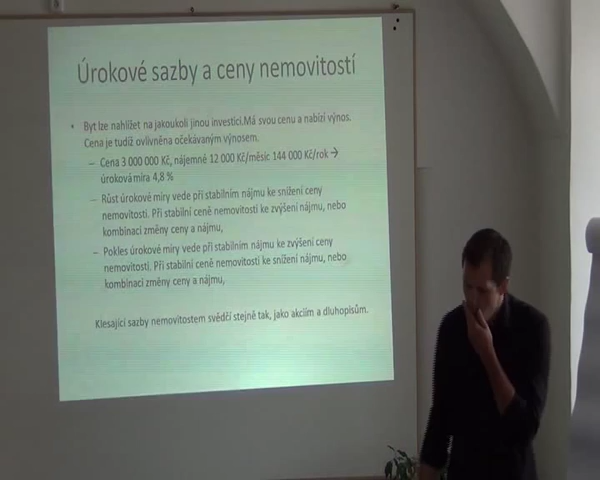 Úrokové sazby a ceny nemovitostí
• Byt lze nahlížet na jakoukoli jinou investici.Má svou cenu a nabízí výnos.
Cena je tudíž ovlivněna očekávaným výnosem.
– Cena 3 000 000 Kč, nájemné 12 000 Kč/měsíc 144 000 Kč/rok →
úroková míra 4,8 %
– Růst úrokové míry vede při stabilním nájmu ke snížení ceny
nemovitosti. Při stabilní ceně nemovitosti ke zvýšení nájmu, nebo
kombinaci změny ceny a nájmu,
– Pokles úrokové míry vede při stabilním nájmu ke zvýšení ceny
nemovitosti. Při stabilní ceně nemovitosti ke snížení nájmu, nebo
kombinaci změny ceny a nájmu,
Klesající sazby nemovitostem svědčí stejně tak, jako akciím a dluhopisům.